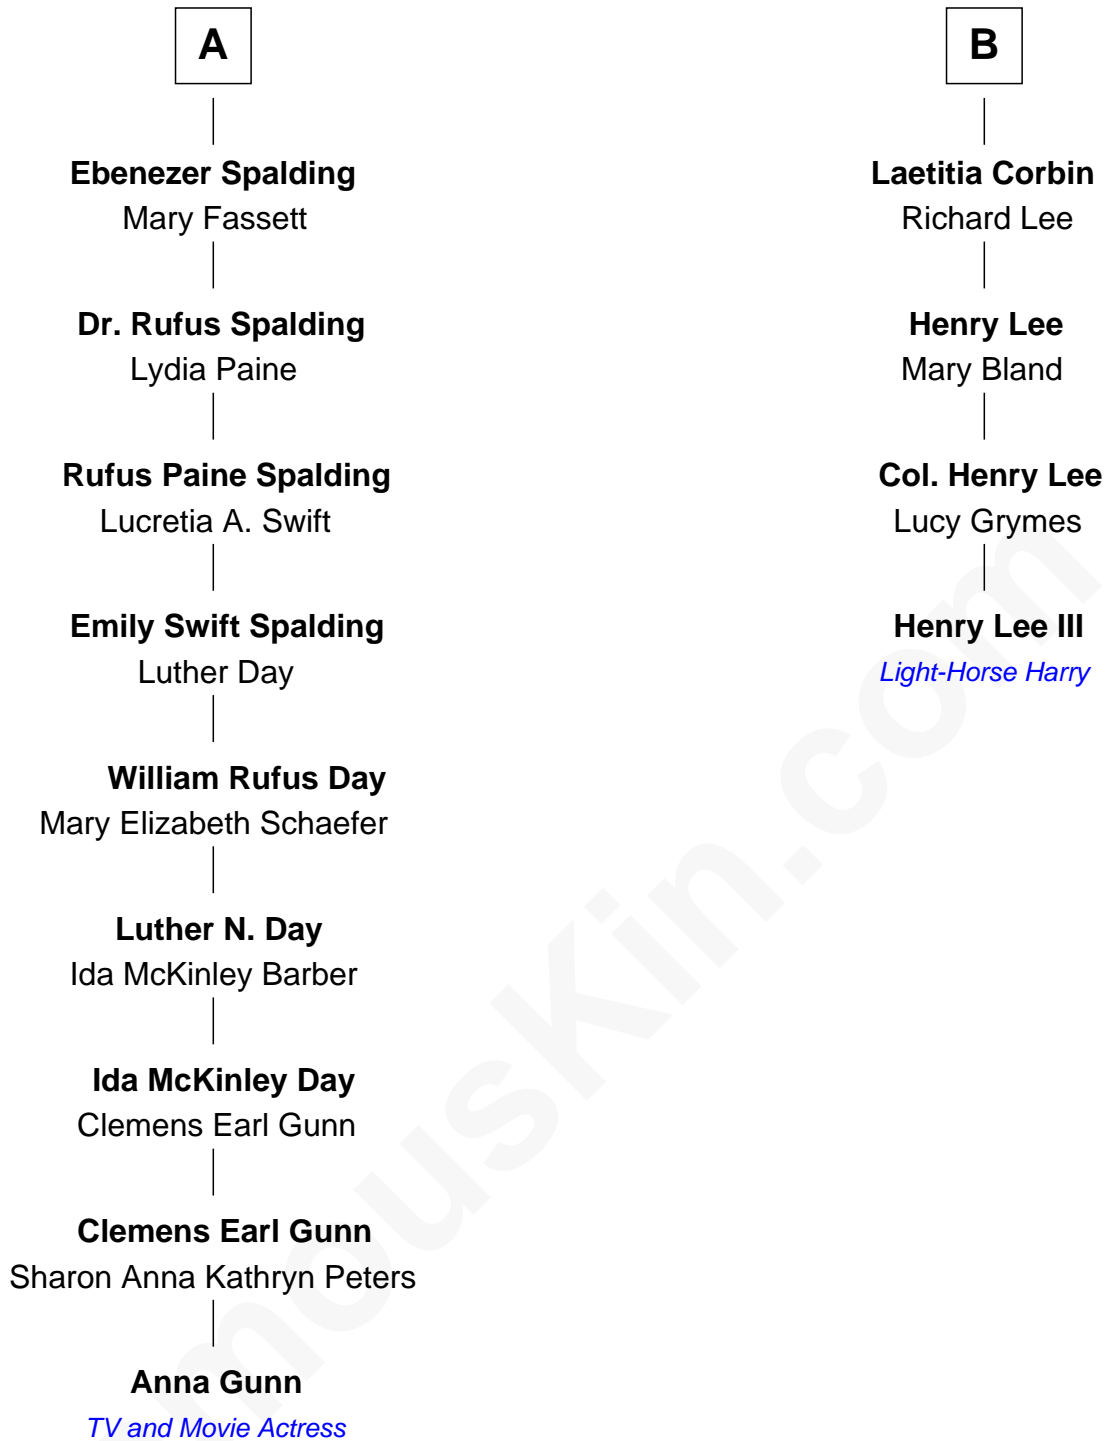 A
Ebenezer Spalding
Mary Fassett
Dr. Rufus Spalding
Lydia Paine
Rufus Paine Spalding
Lucretia A. Swift
Emily Swift Spalding
Luther Day
William Rufus Day
Mary Elizabeth Schaefer
Luther N. Day
Ida McKinley Barber
Ida McKinley Day
Clemens Earl Gunn
Clemens Earl Gunn
Sharon Anna Kathryn Peters
Anna Gunn
TV and Movie Actress
B
Laetitia Corbin
Richard Lee
Henry Lee
Mary Bland
Col. Henry Lee
Lucy Grymes
Henry Lee III
Light-Horse Harry
mouskin.com